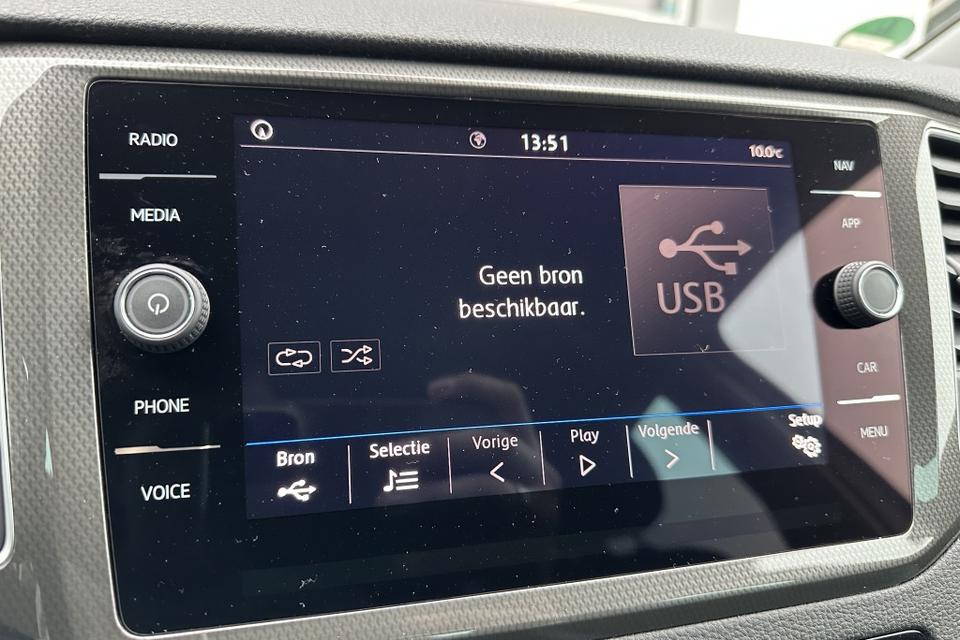 RADIO
MEDIA
PHONE
VOICE
13:51
10.0°C
Geen bron
beschikbaar.
USB
Bron
Selectie
Vorige
Play
Volgende
Setup
NAV
APP
CAR
MENU